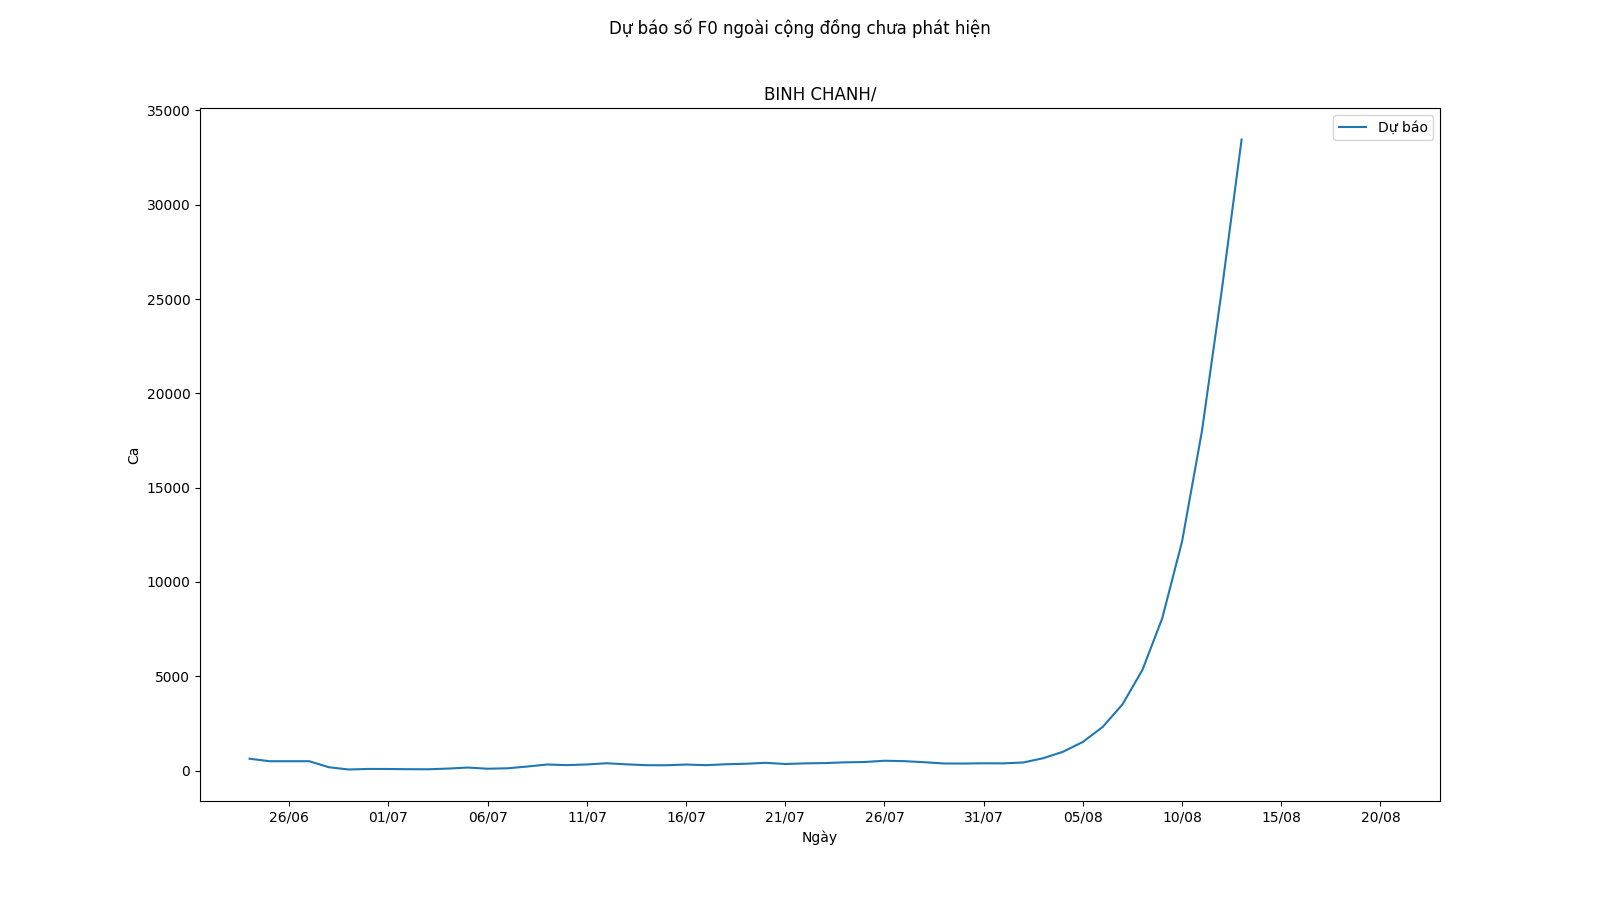 Dự báo số F0 ngoài cộng đồng chưa phát hiện
BINH CHANH/
Dự báo
35000
30000
25000
20000
15000
10000
5000
0
Ca
26/06 01/07 06/07 11/07 16/07 21/07 26/07 31/07 05/08 10/08 15/08 20/08
Ngày